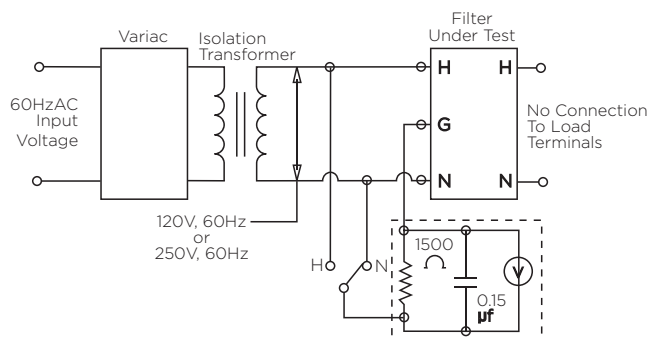 Variac
Isolation
Transformer
Filter
Under Test
60HzAC
Input
Voltage
H
H
G
N
N
No Connection
To Load
Terminals
120V, 60Hz
or
250V, 60Hz
H
N
1500
V
0.15
µf